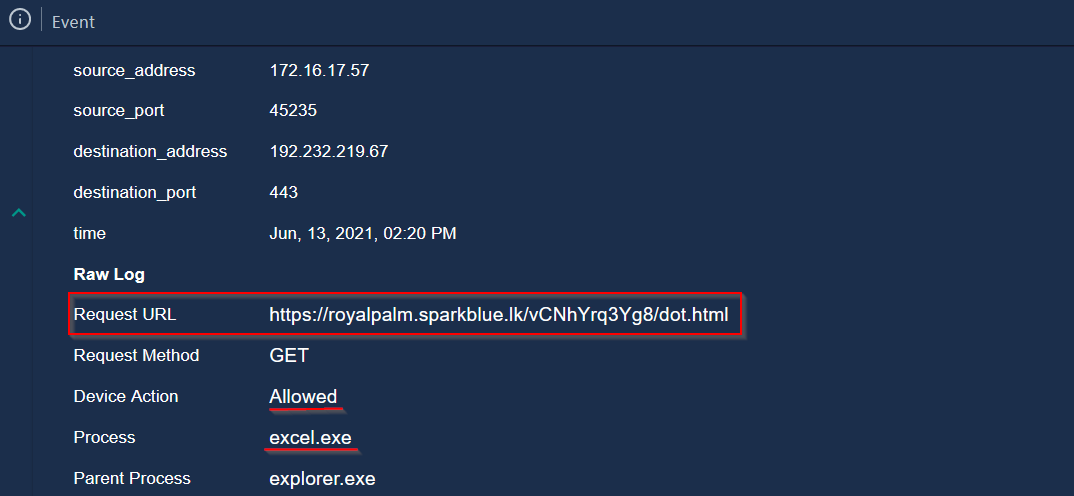 Event
source_address 172.16.17.57
source_port 45235
destination_address 192.232.219.67
destination_port 443
time Jun, 13, 2021, 02:20 PM
Raw Log
Request URL https://royalpalm.sparkblue.lk/vCNhYrq3Yg8/dot.html
Request Method GET
Device Action Allowed
Process excel.exe
Parent Process explorer.exe